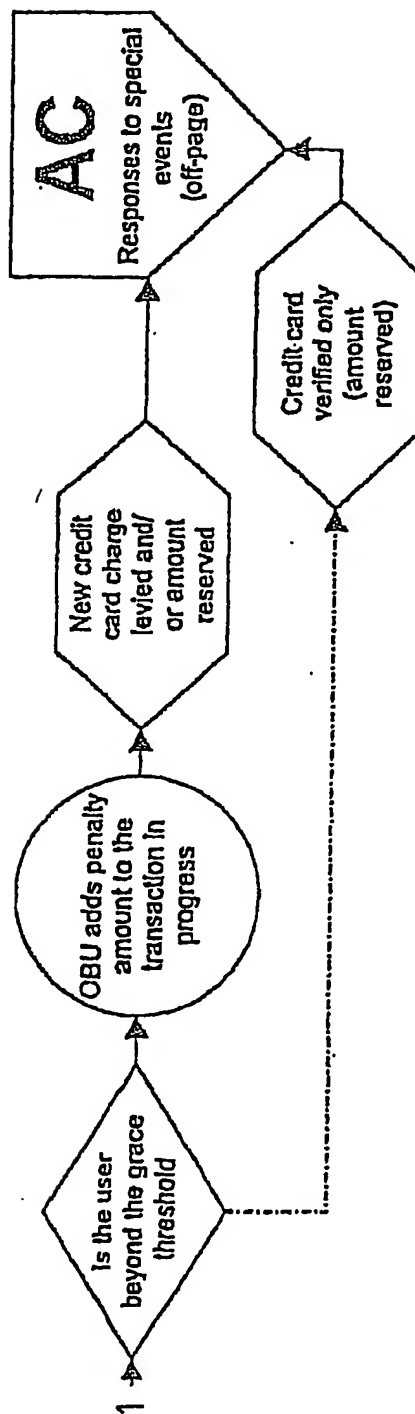 1
Is the user
beyond the grace
threshold
OBU adds penalty
amount to the
transaction in
progress
New credit
card charge
levied and/
or amount
reserved
AC
Responses to special
events
(off-page)
Credit-card
verified only
(amount
reserved)